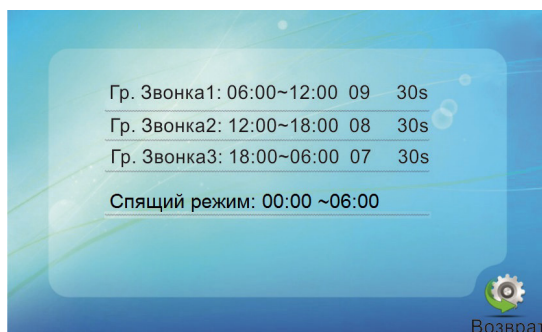 Гр. Звонка1: 06:00~12:00 09 30s
Гр. Звонка2: 12:00~18:00 08 30s
Гр. Звонка3: 18:00~06:00 07 30s
Спящий режим: 00:00 ~06:00
Возврат